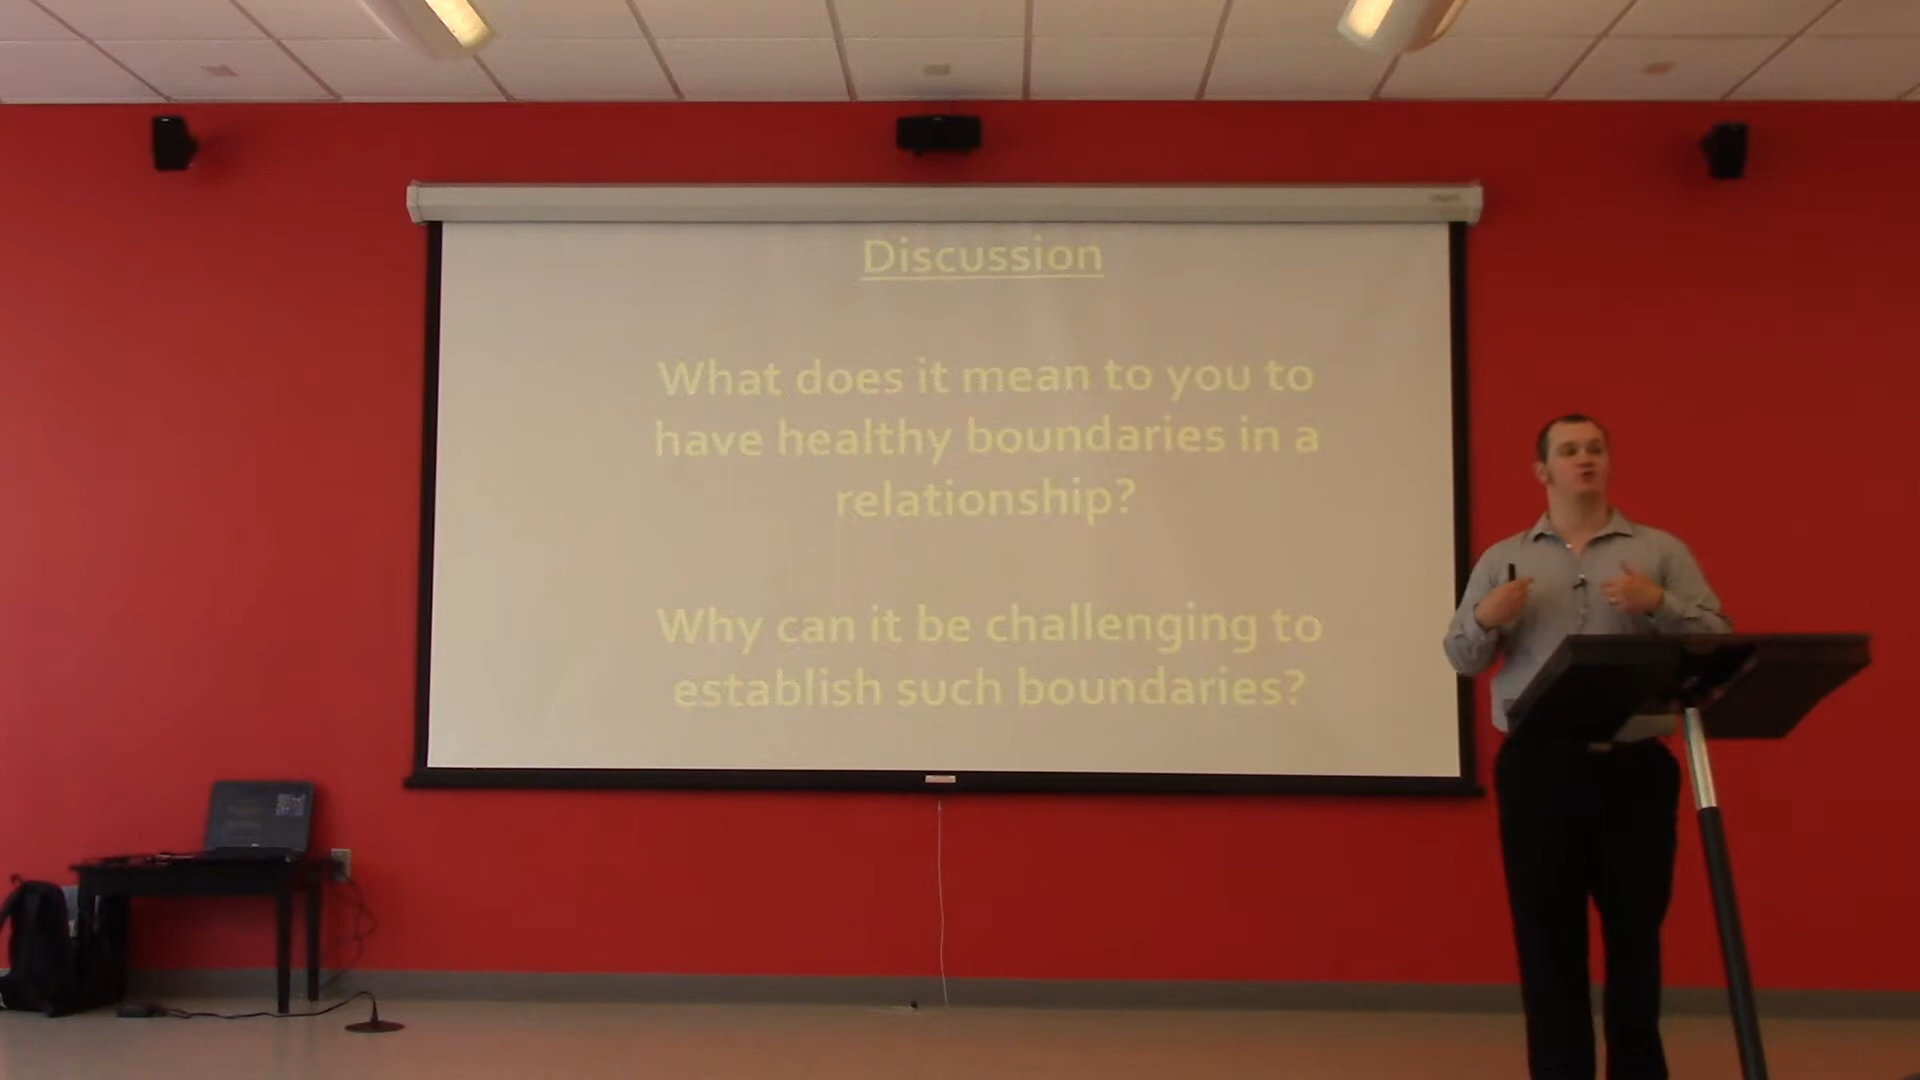 Discussion
What does it mean to you to
have healthy boundaries in a
relationship?
Why can it be challenging to
establish such boundaries?